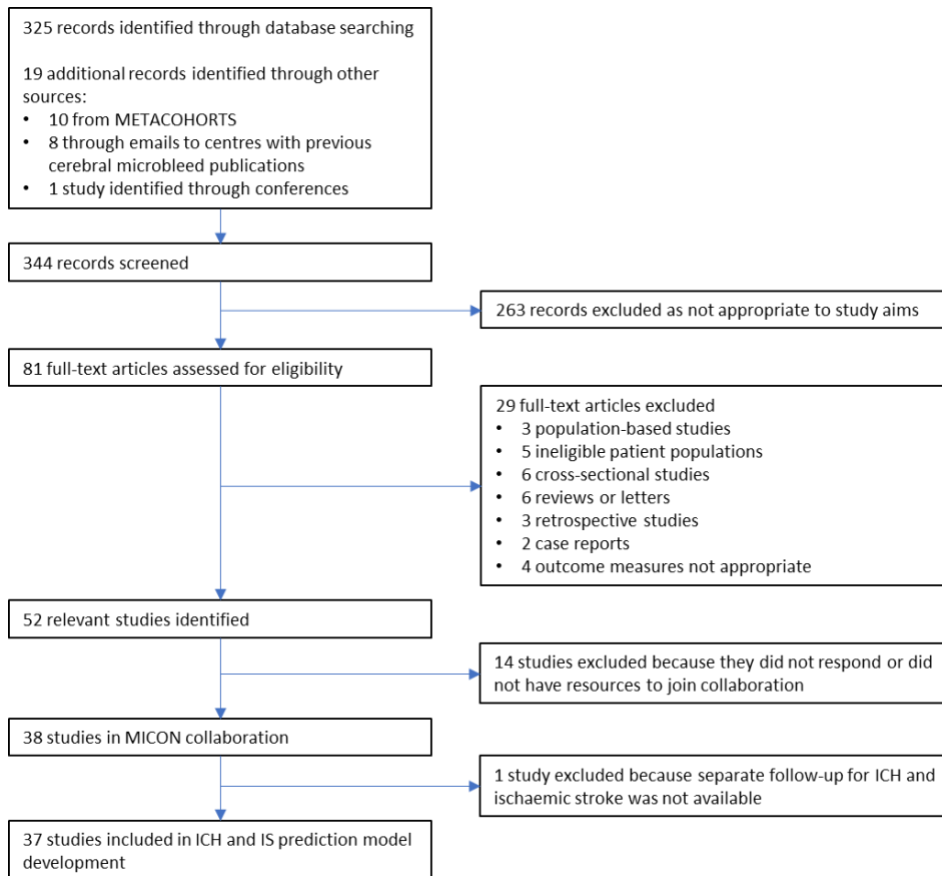 325 records identified through database searching
19 additional records identified through other
sources:
• 10 from METACOHORTS
• 8 through emails to centres with previous
cerebral microbleed publications
• 1 study identified through conferences
344 records screened
263 records excluded as not appropriate to study aims
81 full-text articles assessed for eligibility
29 full-text articles excluded
• 3 population-based studies
• 5 ineligible patient populations
• 6 cross-sectional studies
• 6 reviews or letters
• 3 retrospective studies
• 2 case reports
• 4 outcome measures not appropriate
52 relevant studies identified
14 studies excluded because they did not respond or did
not have resources to join collaboration
38 studies in MICON collaboration
1 study excluded because separate follow-up for ICH and
ischaemic stroke was not available
37 studies included in ICH and IS prediction model
development